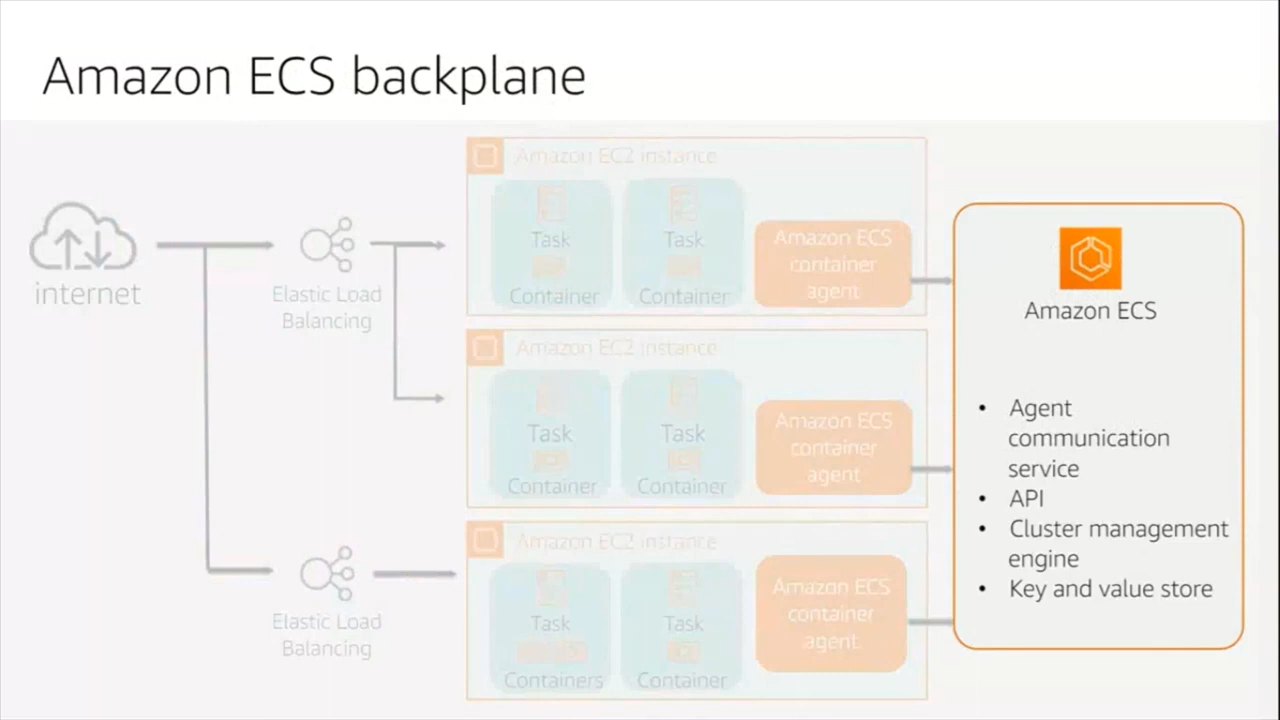 Amazon ECS backplane
internet
Elastic Load
Balancing
Elastic Load
Balancing
Amazon EC2 instance
Task
Container
Task
Container
Amazon ECS
container
agent
Amazon EC2 instance
Task
Container
Task
Container
Amazon ECS
container
agent
Amazon EC2 instance
Task
Containers
Task
Container
Amazon ECS
container
agent
Amazon ECS
• Agent
communication
service
• API
• Cluster management
engine
• Key and value store